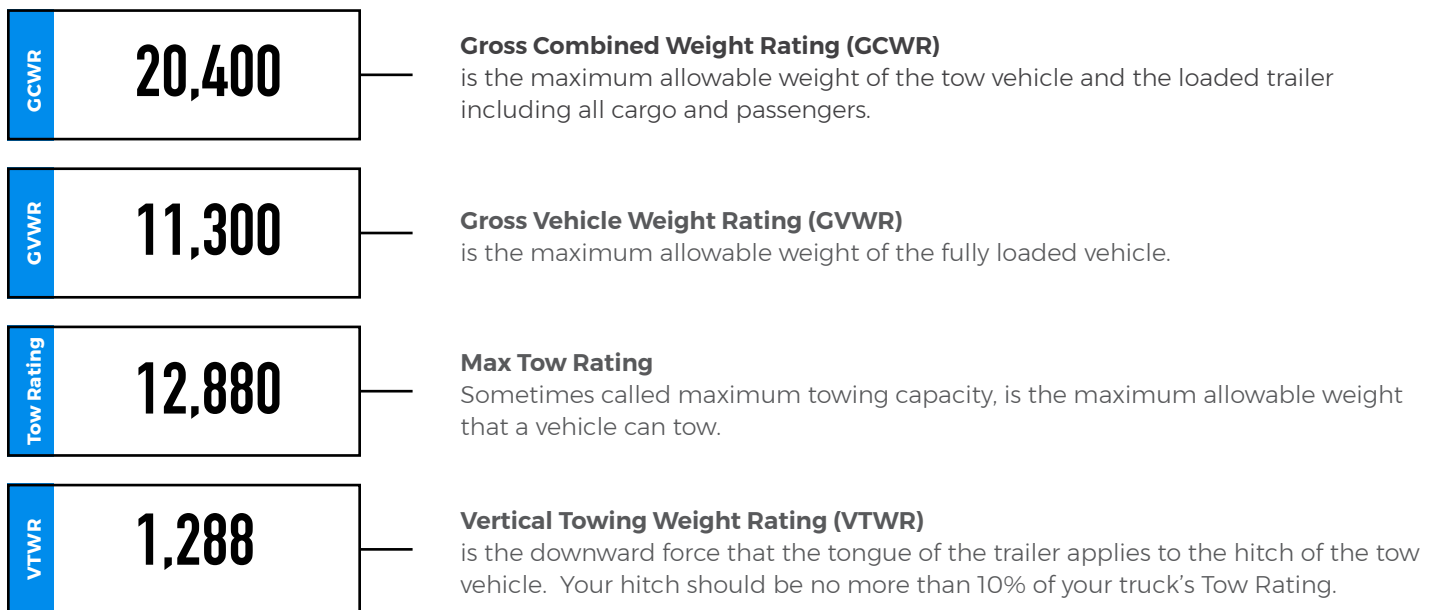 GCWR
20,400
Gross Combined Weight Rating (GCWR)
is the maximum allowable weight of the tow vehicle and the loaded trailer
including all cargo and passengers.
GVWR
11,300
Gross Vehicle Weight Rating (GVWR)
is the maximum allowable weight of the fully loaded vehicle.
Tow Rating
12,880
Max Tow Rating
Sometimes called maximum towing capacity, is the maximum allowable weight
that a vehicle can tow.
VTWR
1,288
Vertical Towing Weight Rating (VTWR)
is the downward force that the tongue of the trailer applies to the hitch of the tow
vehicle.  Your hitch should be no more than 10% of your truck’s Tow Rating.